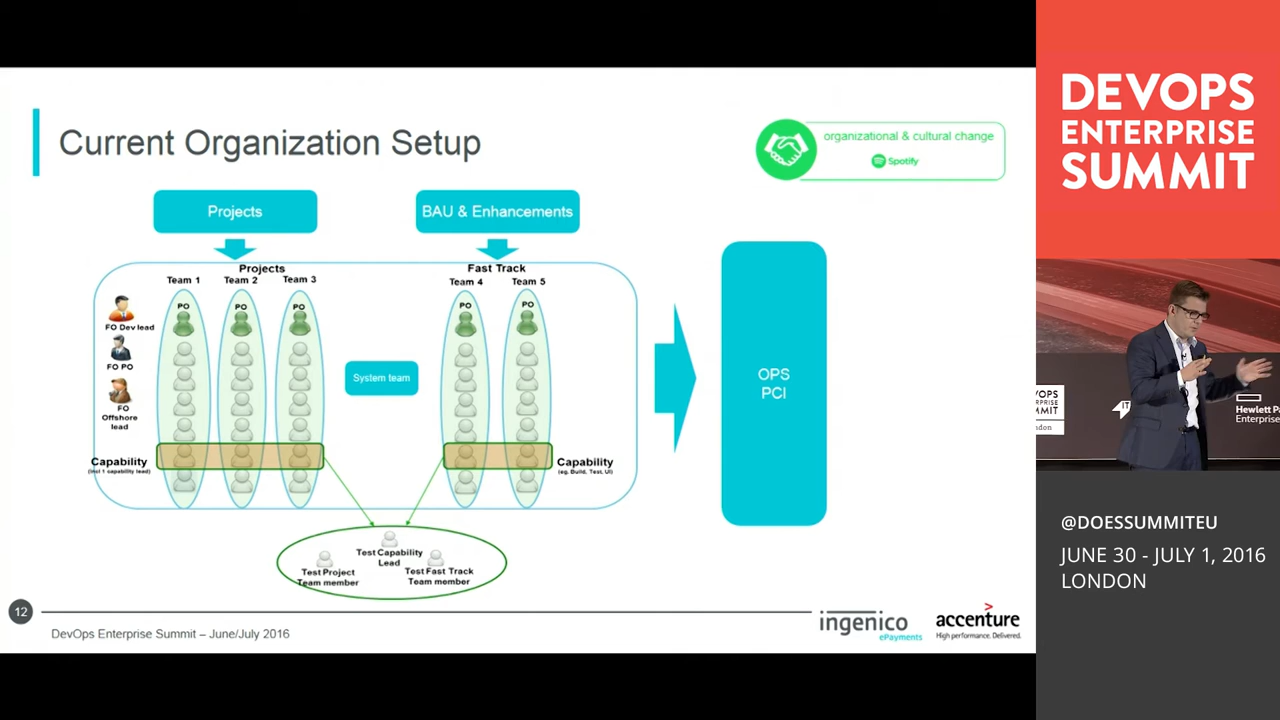 Current Organization Setup
organizational & cultural change
Spotify
Projects
BAU & Enhancements
Projects
Team 1
Team 2
Team 3
Fast Track
Team 4
Team 5
PO
PO
PO
PO
PO
FO Dev lead
FO PO
FO
Offshore
lead
System team
OPS
PCI
Capability
(incl 1 capability lead)
Capability
(eg, Build, Test, UI)
Test Capability
Lead
Test Project
Team member
Test Fast Track
Team member
12
DevOps Enterprise Summit – June/July 2016
ingenico
ePayments
accenture
High performance. Delivered.
DEVOPS
ENTERPRISE
SUMMIT
IT
Hewlett Pa
Enterprise
@DOESSUMMITEU
JUNE 30 - JULY 1, 2016
LONDON